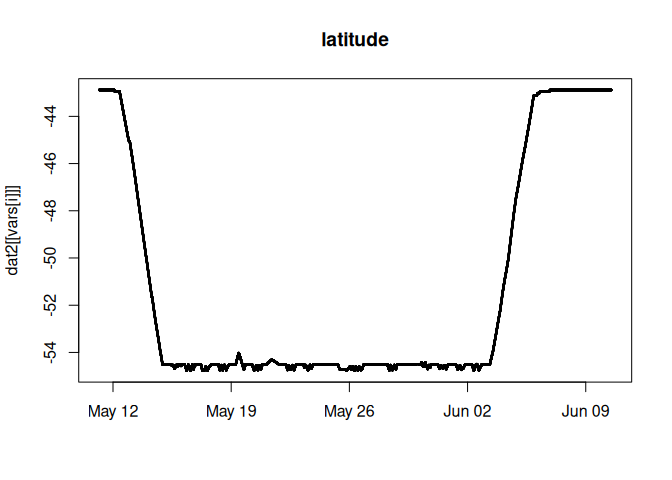 latitude
dat2[[vars[i]]]
-44
-46
-48
-50
-52
-54
May 12
May 19
May 26
Jun 02
Jun 09